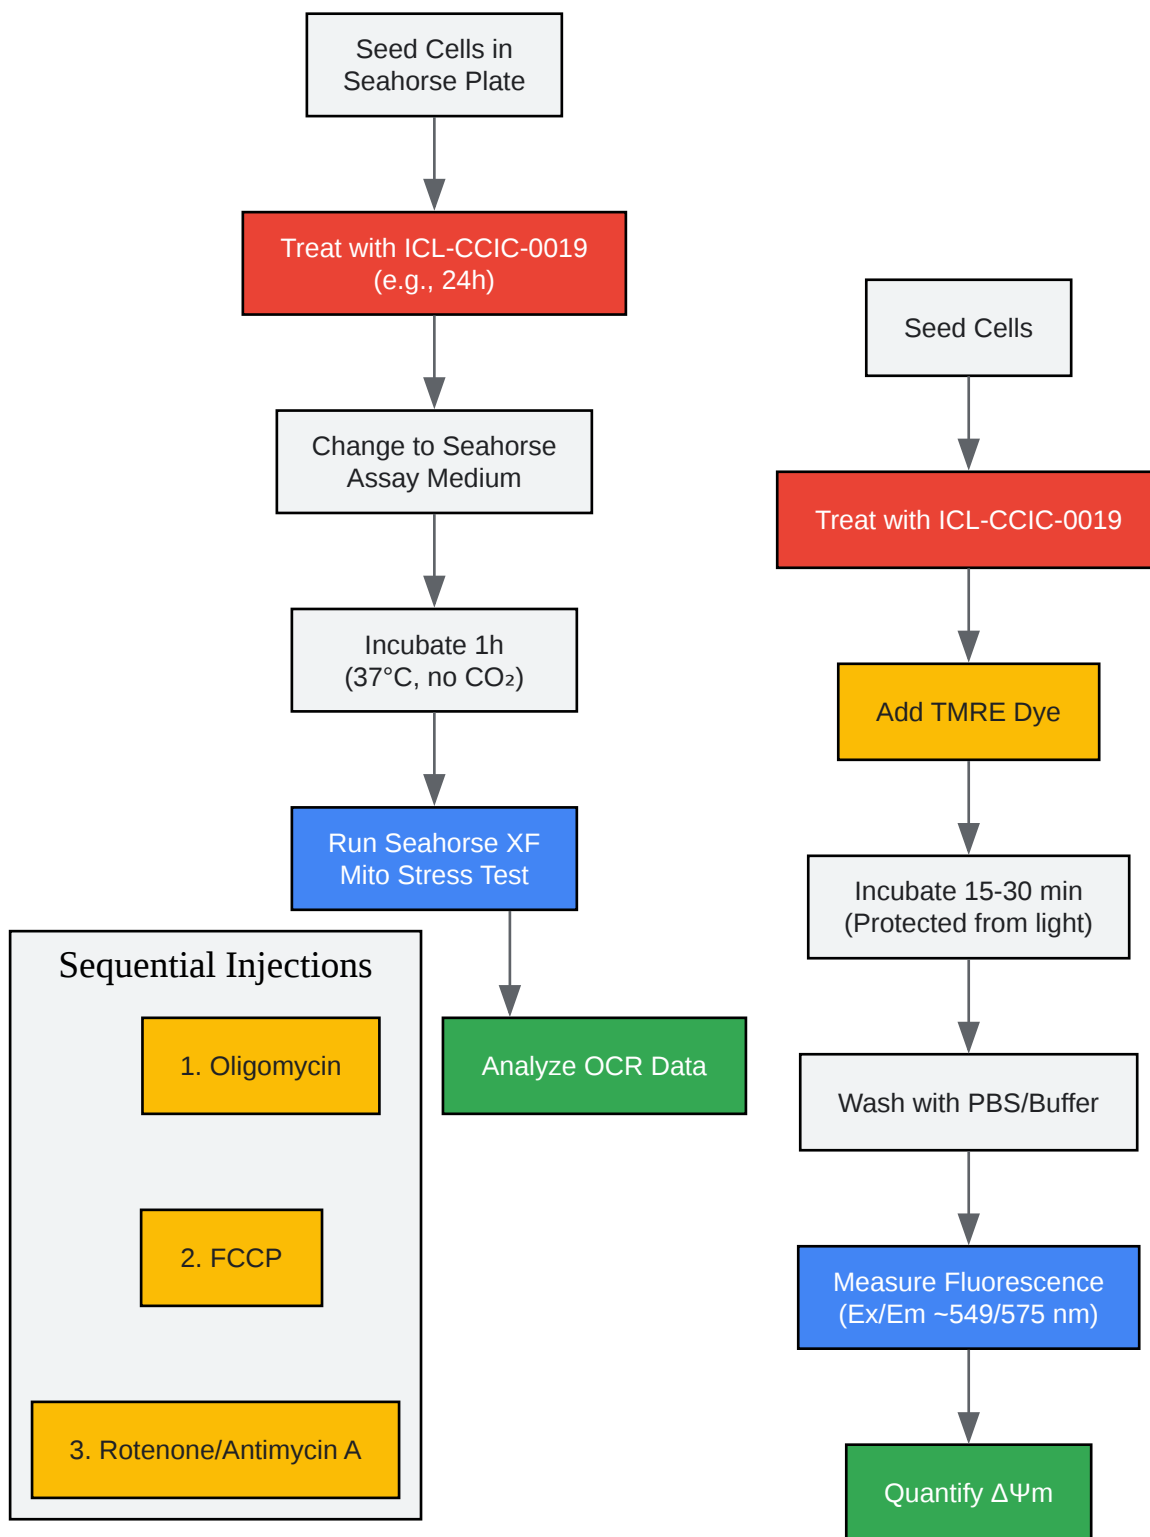 Seed Cells in
Seahorse Plate
Treat with ICL-CCIC-0019
(e.g., 24h)
Change to Seahorse
Assay Medium
Incubate 1h
(37°C, no CO₂)
Run Seahorse XF
Mito Stress Test
Sequential Injections
1. Oligomycin
2. FCCP
3. Rotenone/Antimycin A
Analyze OCR Data
Seed Cells
Treat with ICL-CCIC-0019
Add TMRE Dye
Incubate 15-30 min
(Protected from light)
Wash with PBS/Buffer
Measure Fluorescence
(Ex/Em ~549/575 nm)
Quantify ΔΨm